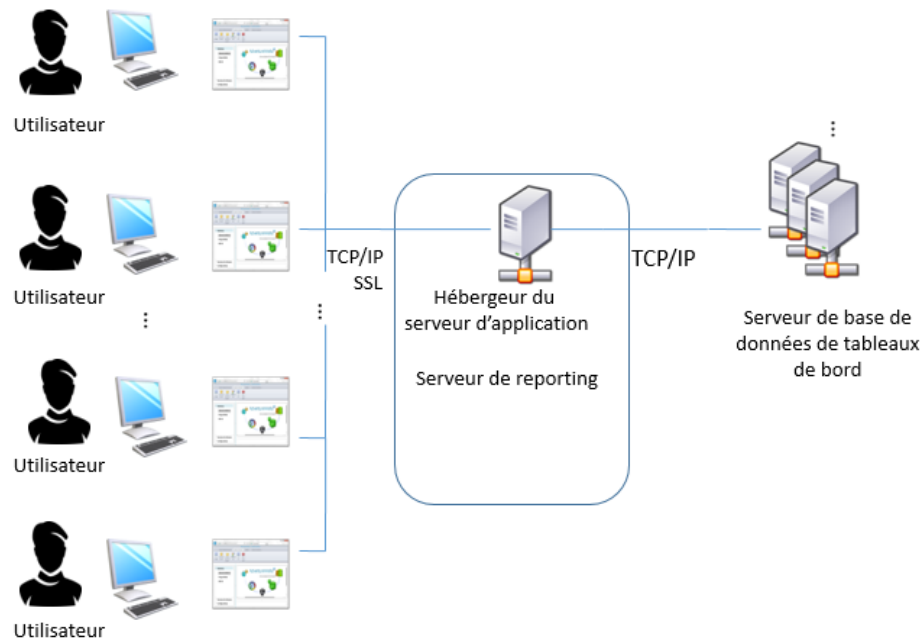 Utilisateur
Utilisateur
Utilisateur
Utilisateur
TCP/IP
SSL
Hébergeur du
serveur d’application
Serveur de reporting
TCP/IP
Serveur de base de
données de tableaux
de bord